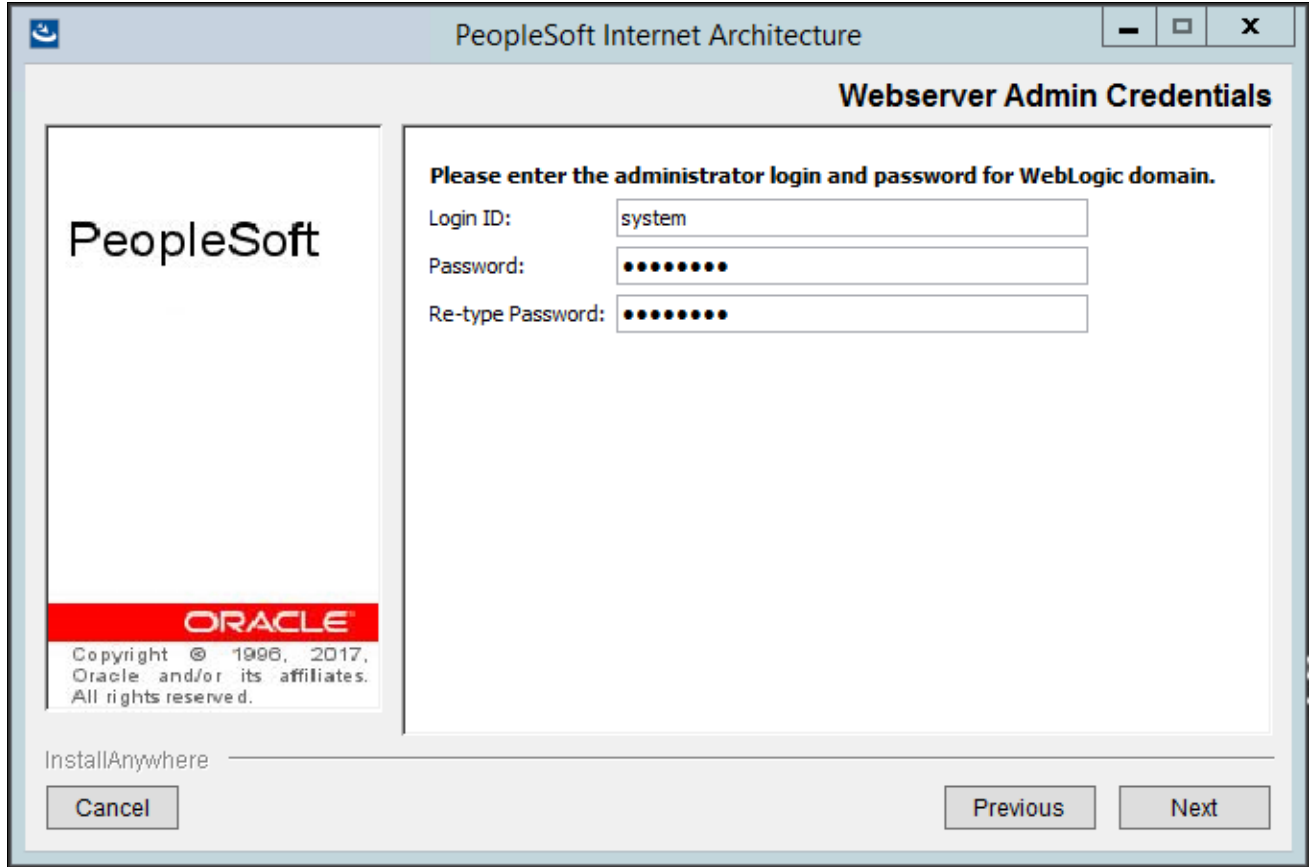 PeopleSoft Internet Architecture
Webserver Admin Credentials
PeopleSoft
Please enter the administrator login and password for WebLogic domain.
Login ID: system
Password: ••••••••
Re-type Password: ••••••••
ORACLE
Copyright © 1996, 2017,
Oracle and/or its affiliates.
All rights reserved.
InstallAnywhere
Cancel
Previous
Next